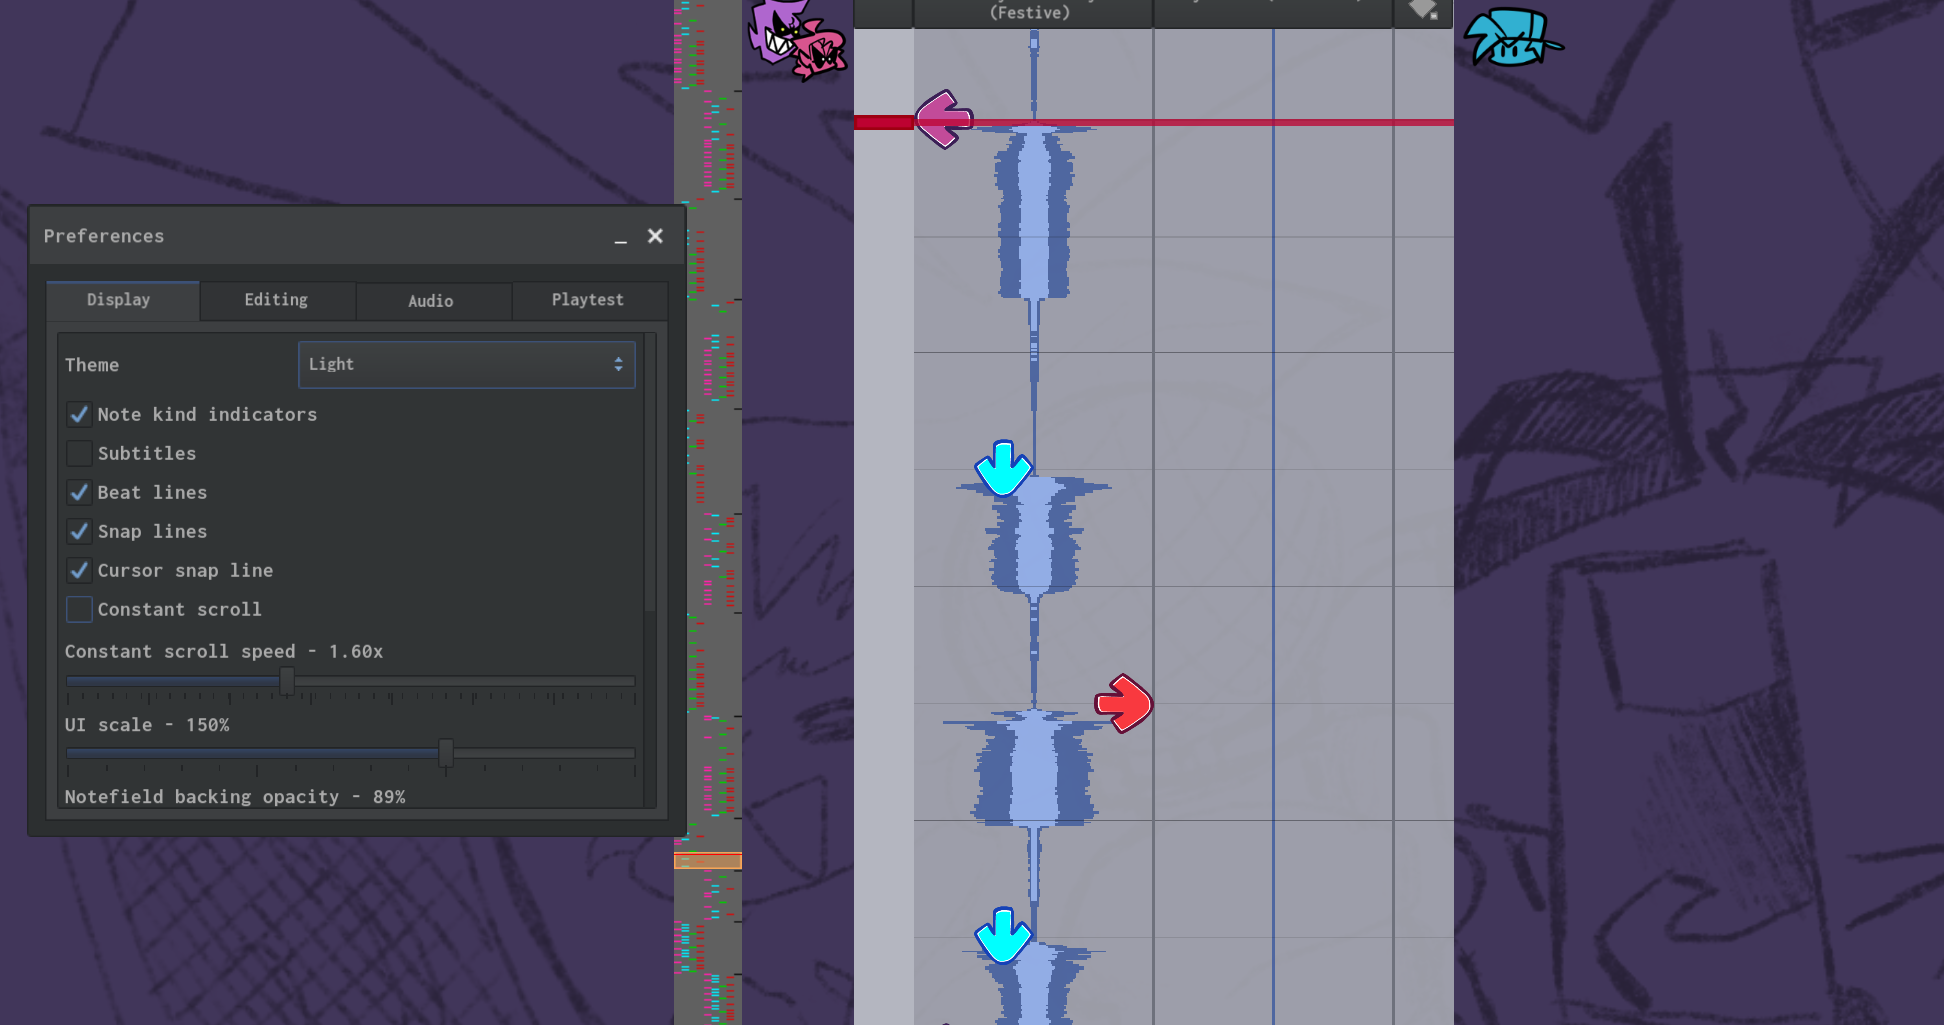 (Festive)
Preferences
Display
Editing
Audio
Playtest
Theme
Light
Note kind indicators
Subtitles
Beat lines
Snap lines
Cursor snap line
Constant scroll
Constant scroll speed - 1.60x
UI scale - 150%
Notefield backing opacity - 89%